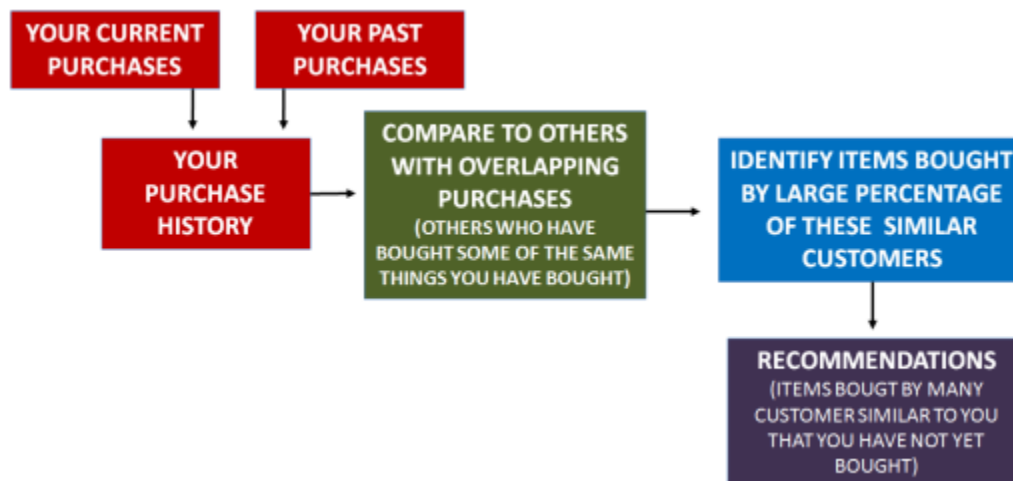 YOUR CURRENT
PURCHASES
YOUR PAST
PURCHASES
YOUR
PURCHASE
HISTORY
COMPARE TO OTHERS
WITH OVERLAPPING
PURCHASES
(OTHERS WHO HAVE
BOUGHT SOME OF THE SAME
THINGS YOU HAVE BOUGHT)
IDENTIFY ITEMS BOUGHT
BY LARGE PERCENTAGE
OF THESE SIMILAR
CUSTOMERS
RECOMMENDATIONS
(ITEMS BOUGT BY MANY
CUSTOMER SIMILAR TO YOU
THAT YOU HAVE NOT YET
BOUGHT)